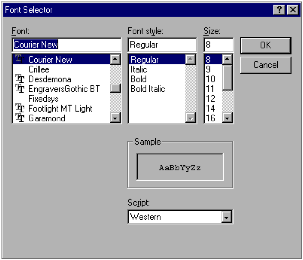 Font Selector
Font: Font style: Size:
Courier New Regular 8 OK
Courier New Regular 8 Cancel
Crillee Italic 9
Desdemona Bold 10
EngraversGothic BT Bold Italic 11
Fixedsys 12
Footlight MT Light 14
Garamond 16
Sample
AaBbYyZz
Script:
Western